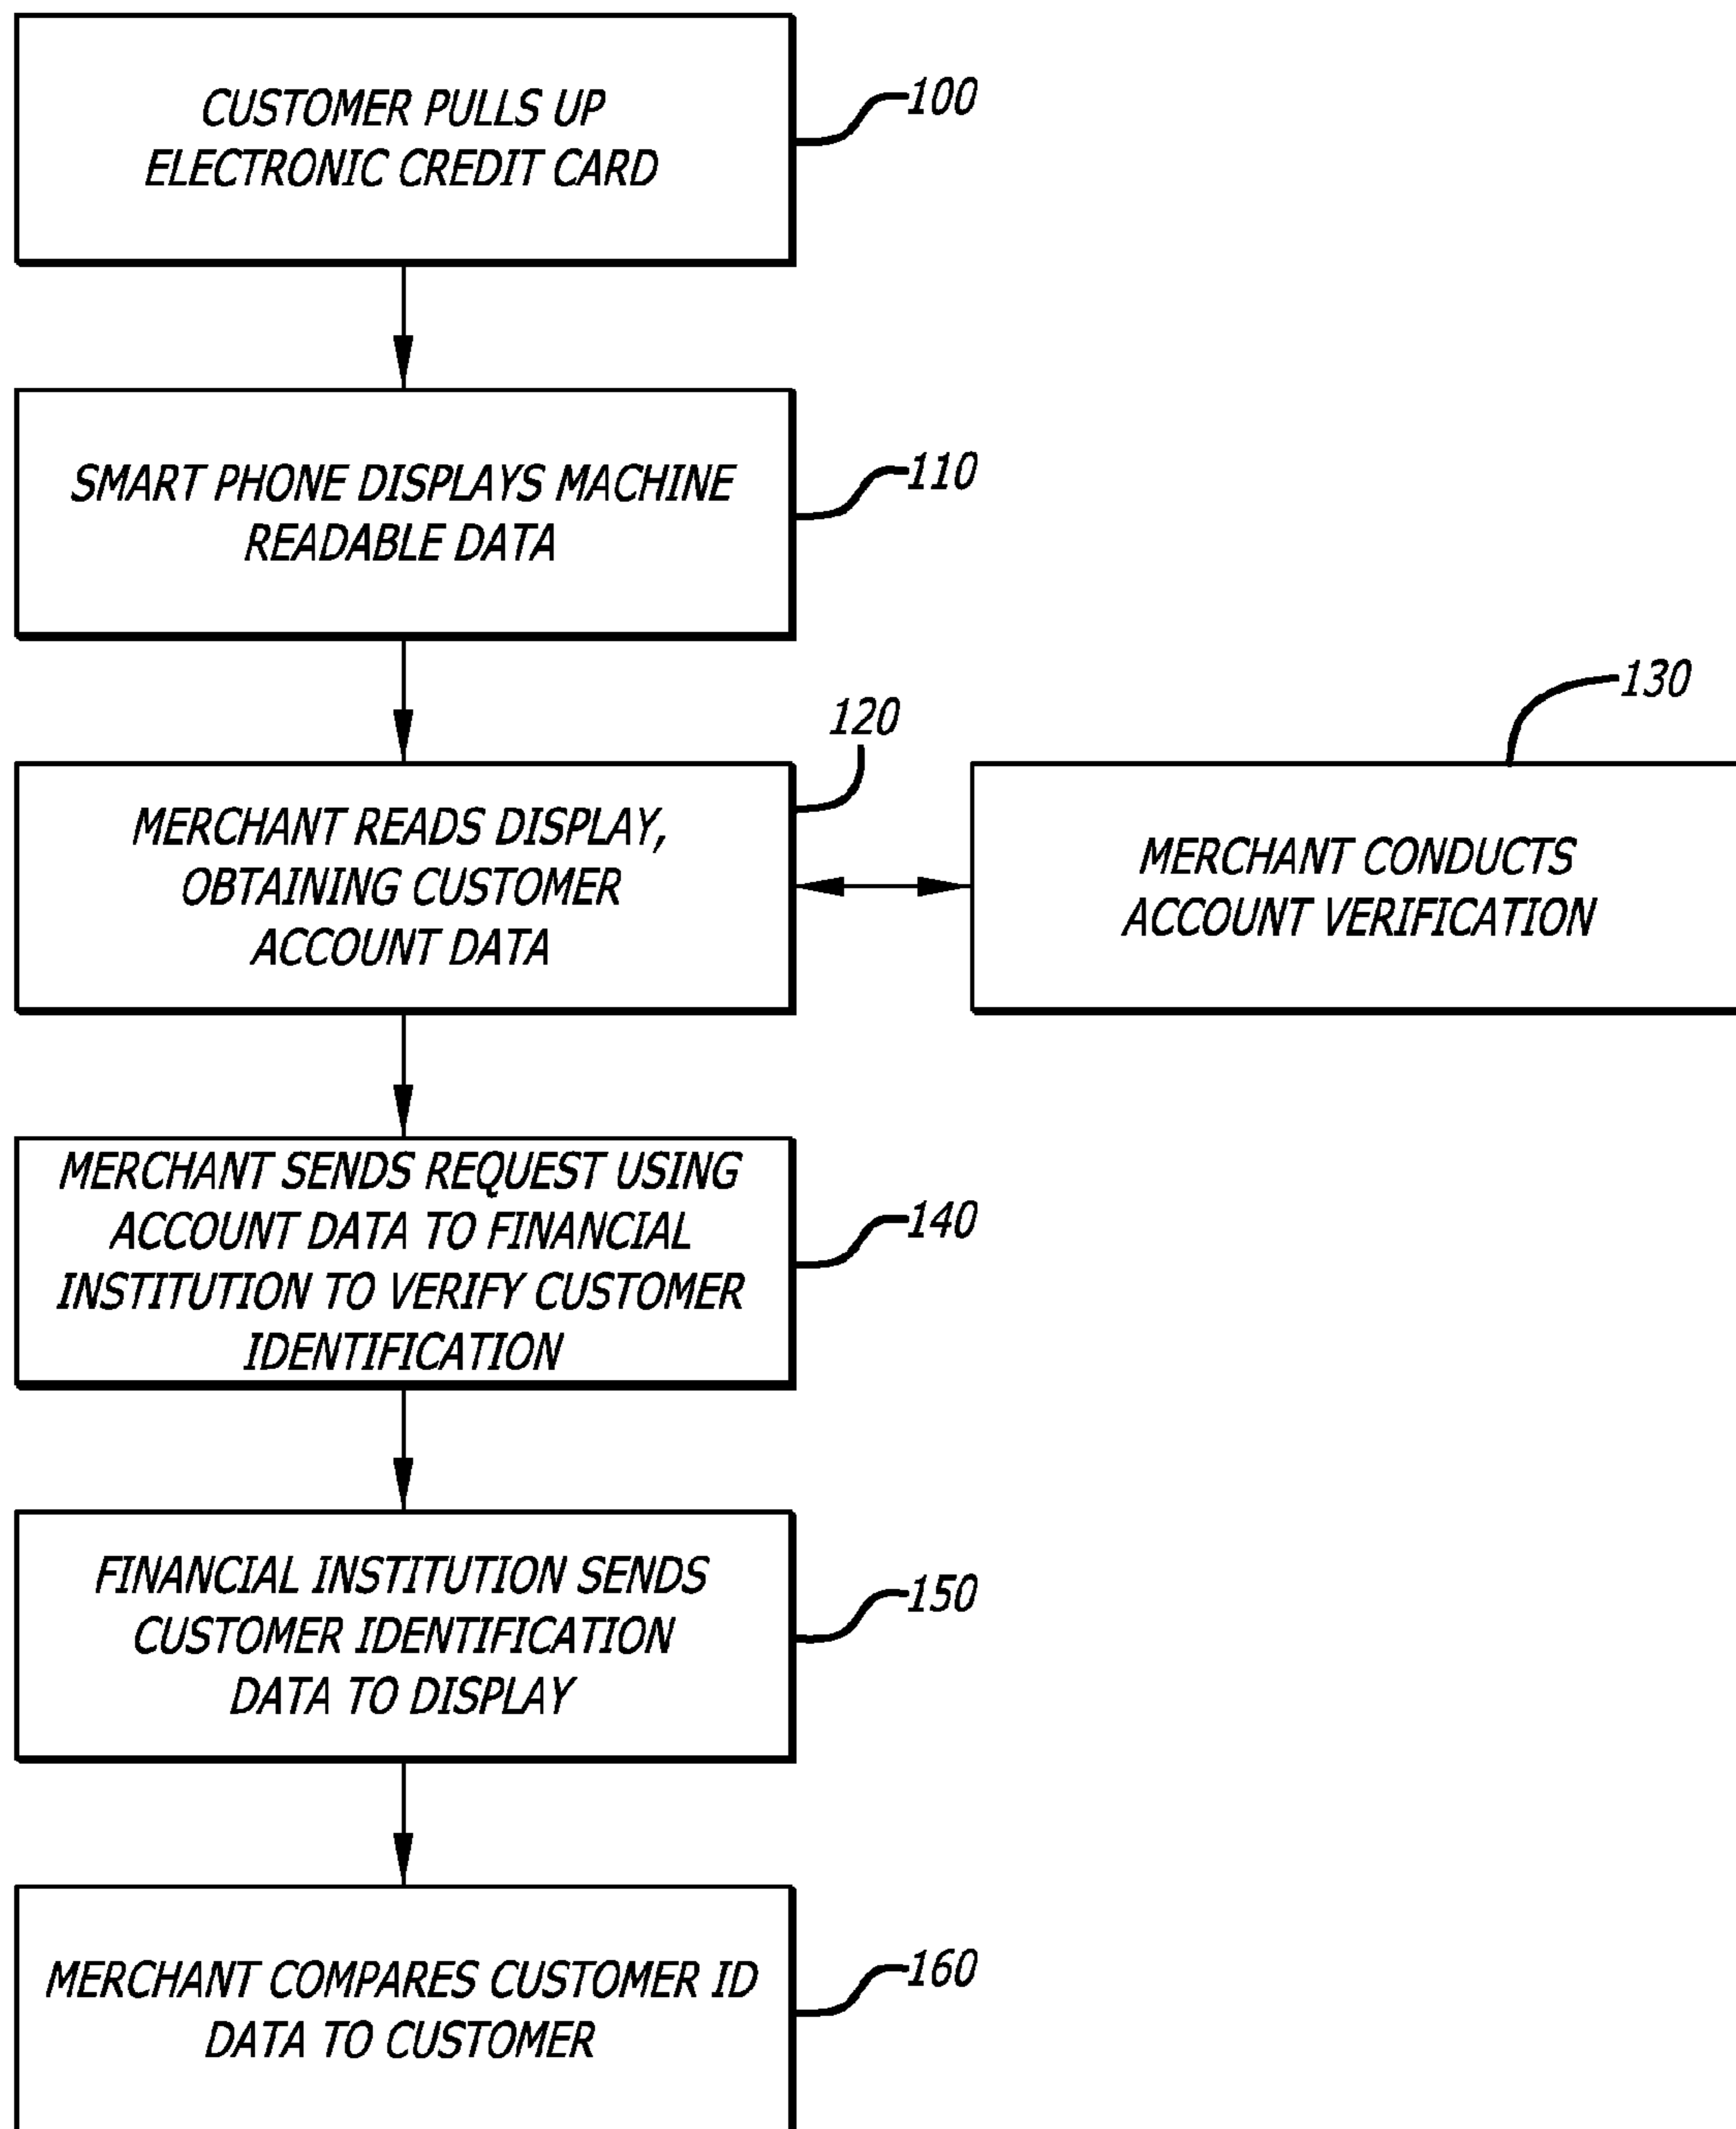 CUSTOMER PULLS UP
ELECTRONIC CREDIT CARD
100
SMART PHONE DISPLAYS MACHINE
READABLE DATA
110
MERCHANT READS DISPLAY,
OBTAINING CUSTOMER
ACCOUNT DATA
120
MERCHANT CONDUCTS
ACCOUNT VERIFICATION
130
MERCHANT SENDS REQUEST USING
ACCOUNT DATA TO FINANCIAL
INSTITUTION TO VERIFY CUSTOMER
IDENTIFICATION
140
FINANCIAL INSTITUTION SENDS
CUSTOMER IDENTIFICATION
DATA TO DISPLAY
150
MERCHANT COMPARES CUSTOMER ID
DATA TO CUSTOMER
160